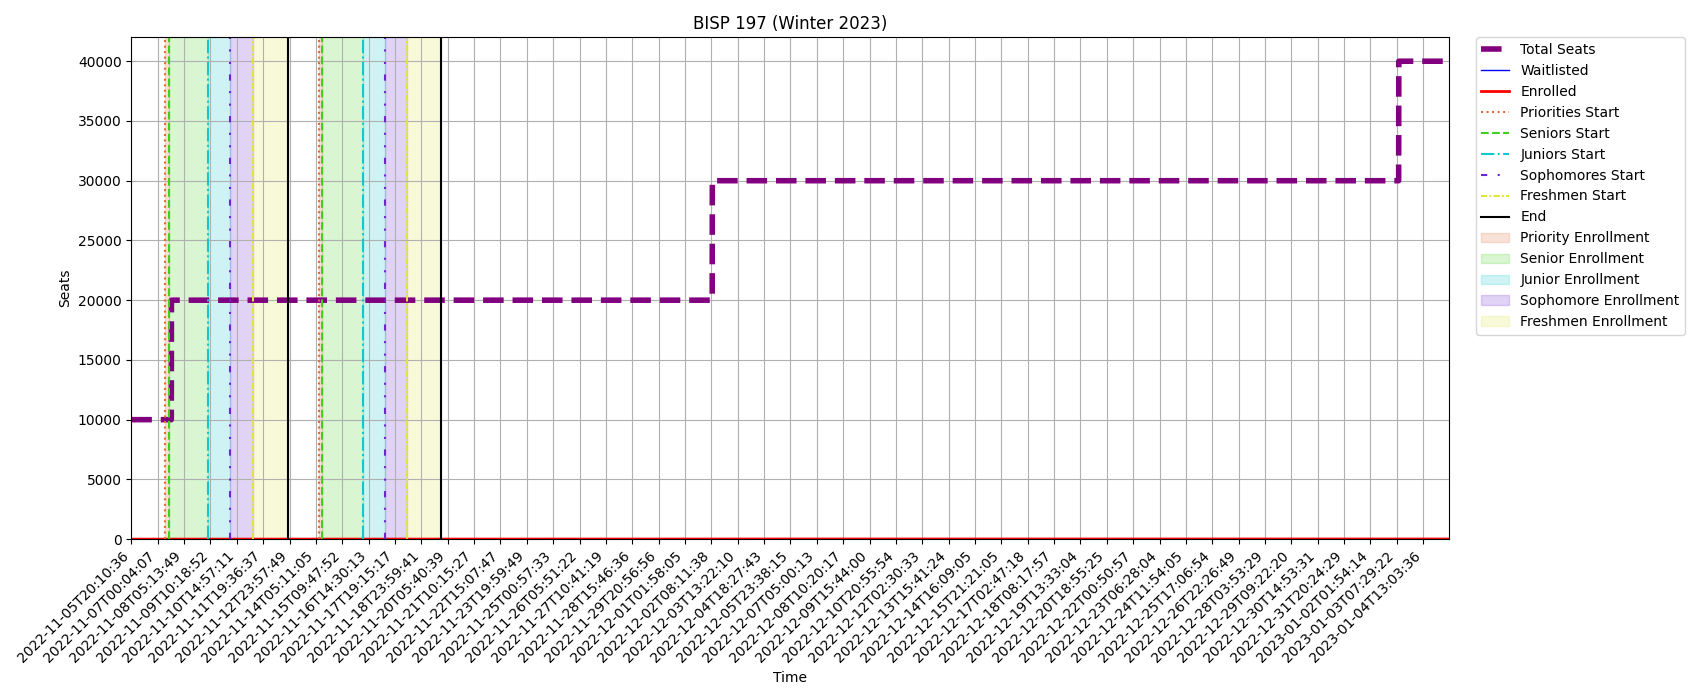 BISP 197 (Winter 2023)
40000
35000
30000
25000
20000
15000
10000
5000
0
Seats
2022-11-05T20:10:36
2022-11-07T00:04:07
2022-11-08T05:13:49
2022-11-09T10:18:52
2022-11-10T14:57:11
2022-11-11T19:36:37
2022-11-12T23:57:49
2022-11-14T05:11:05
2022-11-15T09:47:52
2022-11-16T14:30:13
2022-11-17T19:15:17
2022-11-18T23:59:41
2022-11-20T05:40:39
2022-11-21T10:15:27
2022-11-22T15:07:47
2022-11-23T19:59:49
2022-11-25T00:57:33
2022-11-26T05:51:22
2022-11-27T10:41:19
2022-11-28T15:46:36
2022-11-29T20:56:56
2022-12-01T01:58:05
2022-12-02T08:11:38
2022-12-03T13:22:10
2022-12-04T18:27:43
2022-12-05T23:38:15
2022-12-07T05:00:13
2022-12-08T10:20:17
2022-12-09T15:44:00
2022-12-10T20:55:54
2022-12-12T02:30:33
2022-12-13T15:41:24
2022-12-14T16:09:05
2022-12-15T21:21:05
2022-12-17T02:47:18
2022-12-18T08:17:57
2022-12-19T13:33:04
2022-12-20T18:55:25
2022-12-22T00:50:57
2022-12-23T06:28:04
2022-12-24T11:54:05
2022-12-25T17:06:54
2022-12-26T22:26:49
2022-12-28T03:53:29
2022-12-29T09:22:20
2022-12-30T14:53:31
2022-12-31T20:24:29
2023-01-02T01:54:14
2023-01-03T07:29:22
2023-01-04T13:03:36
Time
Total Seats
Waitlisted
Enrolled
Priorities Start
Seniors Start
Juniors Start
Sophomores Start
Freshmen Start
End
Priority Enrollment
Senior Enrollment
Junior Enrollment
Sophomore Enrollment
Freshmen Enrollment